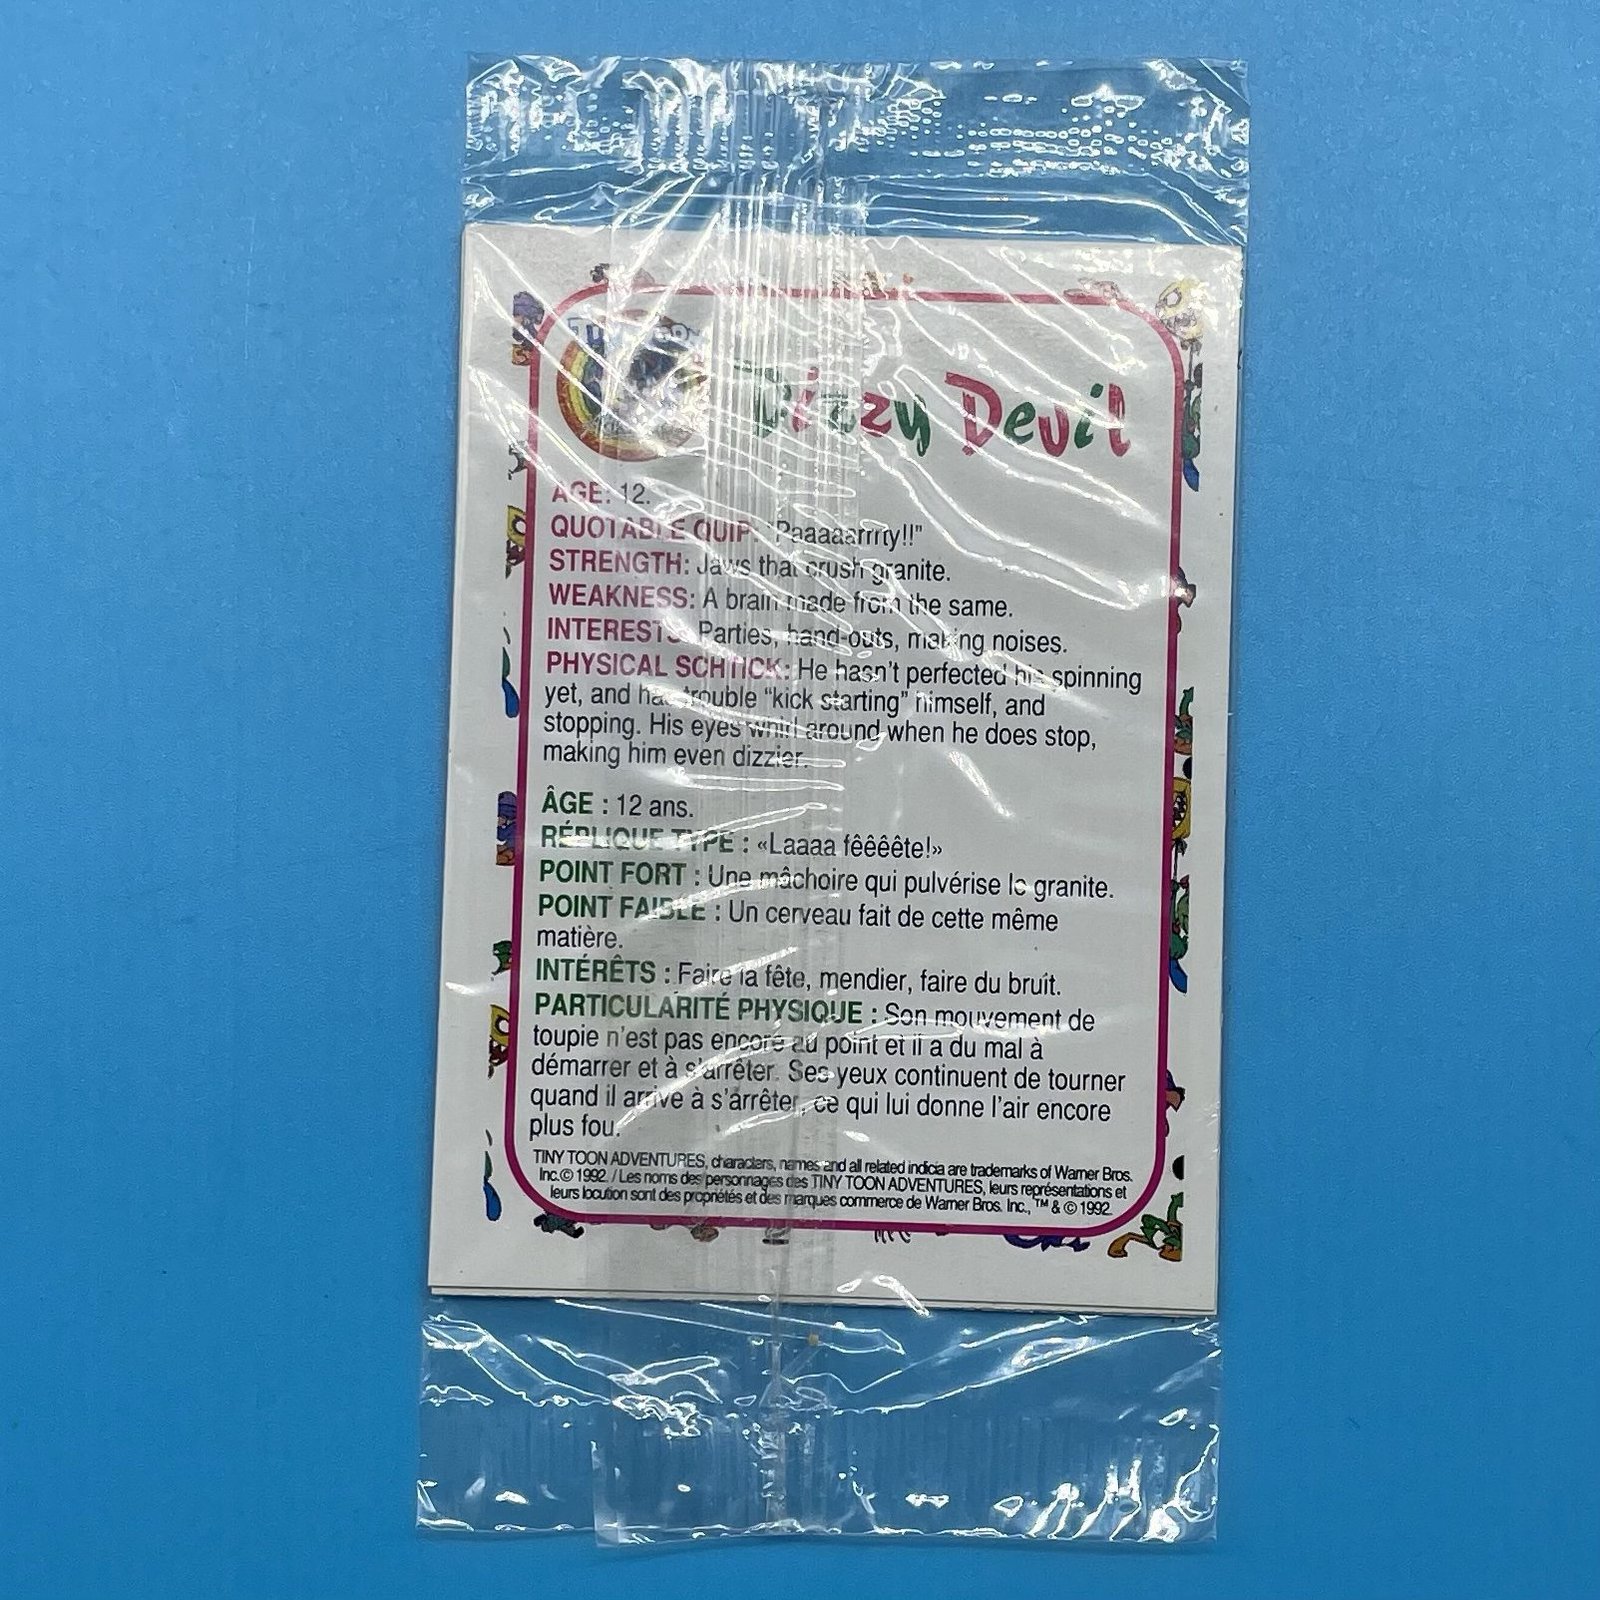 Dizzy Devil
AGE: 12.
QUOTABLE QUIP: "Paaaaarrrty!!"
STRENGTH: Jaws that crush granite.
WEAKNESS: A brain made from the same.
INTERESTS: Parties, hand-outs, making noises.
PHYSICAL SCHTICK: He hasn't perfected his spinning
yet, and has trouble "kick starting" himself, and
stopping. His eyes whirl around when he does stop,
making him even dizzier.
ÂGE : 12 ans.
RÉPLIQUE TYPE : «Laaaa fêêêête!»
POINT FORT : Une mâchoire qui pulvérise le granite.
POINT FAIBLE : Un cerveau fait de cette même
matière.
INTÉRÊTS : Faire la fête, mendier, faire du bruit.
PARTICULARITÉ PHYSIQUE : Son mouvement de
toupie n'est pas encore au point et il a du mal à
démarrer et à s'arrêter. Ses yeux continuent de tourner
quand il arrive à s'arrêter, ce qui lui donne l'air encore
plus fou.
TINY TOON ADVENTURES, characters, names and all related indicia are trademarks of Warner Bros.
Inc.© 1992. / Les noms des personnages des TINY TOON ADVENTURES, leurs représentations et
leurs locution sont des propriétés et des marques commerce de Warner Bros. Inc., ™ & © 1992.